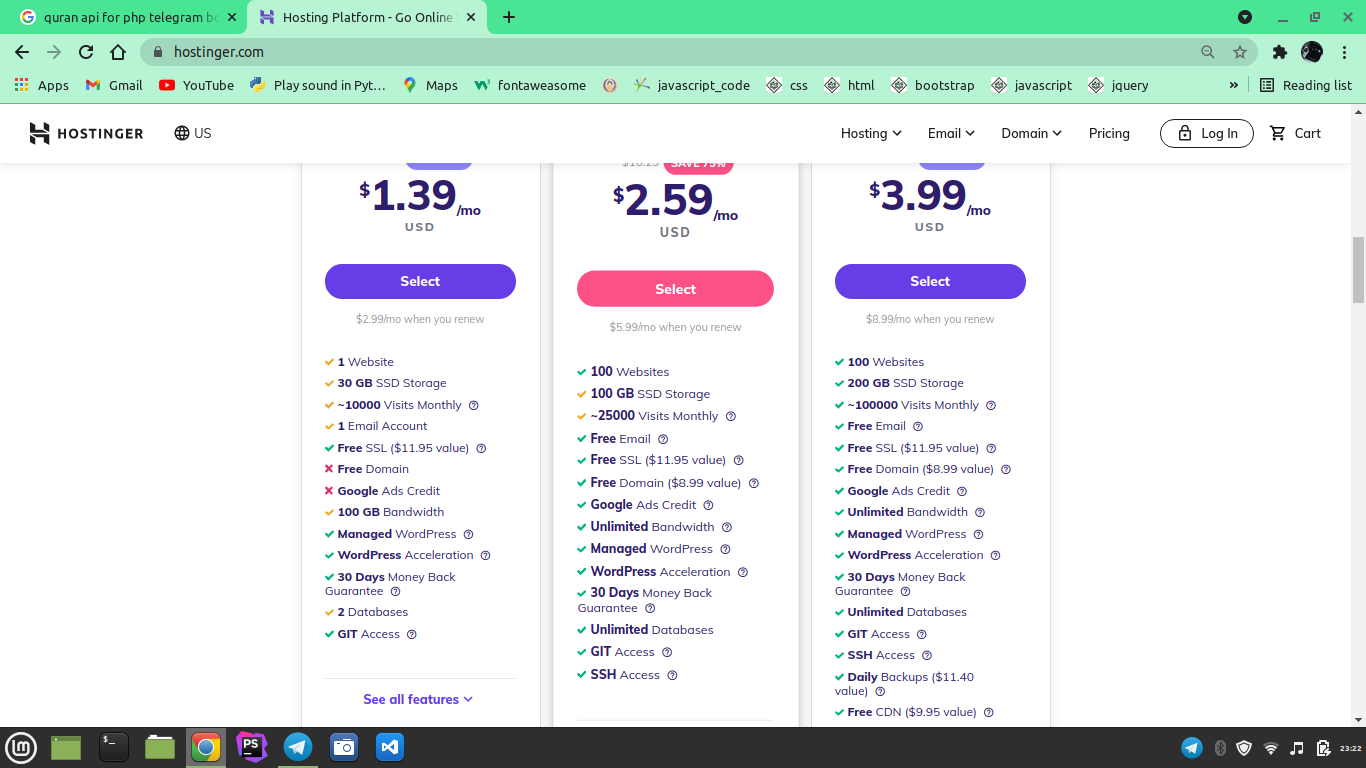 quran api for php telegram bo
Hosting Platform - Go Online
hostinger.com
Apps
Gmail
YouTube
Play sound in Pyt...
Maps
fontaweasome
javascript_code
css
html
bootstrap
javascript
jquery
»
Reading list
HOSTINGER
US
Hosting
Email
Domain
Pricing
Log In
Cart
$1.39/mo
USD
Select
$2.99/mo when you renew
1 Website
30 GB SSD Storage
~10000 Visits Monthly
1 Email Account
Free SSL ($11.95 value)
Free Domain
Google Ads Credit
100 GB Bandwidth
Managed WordPress
WordPress Acceleration
30 Days Money Back
Guarantee
2 Databases
GIT Access
See all features
SAVE 75%
$2.59/mo
USD
Select
$5.99/mo when you renew
100 Websites
100 GB SSD Storage
~25000 Visits Monthly
Free Email
Free SSL ($11.95 value)
Free Domain ($8.99 value)
Google Ads Credit
Unlimited Bandwidth
Managed WordPress
WordPress Acceleration
30 Days Money Back
Guarantee
Unlimited Databases
GIT Access
SSH Access
$3.99/mo
USD
Select
$8.99/mo when you renew
100 Websites
200 GB SSD Storage
~100000 Visits Monthly
Free Email
Free SSL ($11.95 value)
Free Domain ($8.99 value)
Google Ads Credit
Unlimited Bandwidth
Managed WordPress
WordPress Acceleration
30 Days Money Back
Guarantee
Unlimited Databases
GIT Access
SSH Access
Daily Backups ($11.40
value)
Free CDN ($9.95 value)
$_
PS
23:22